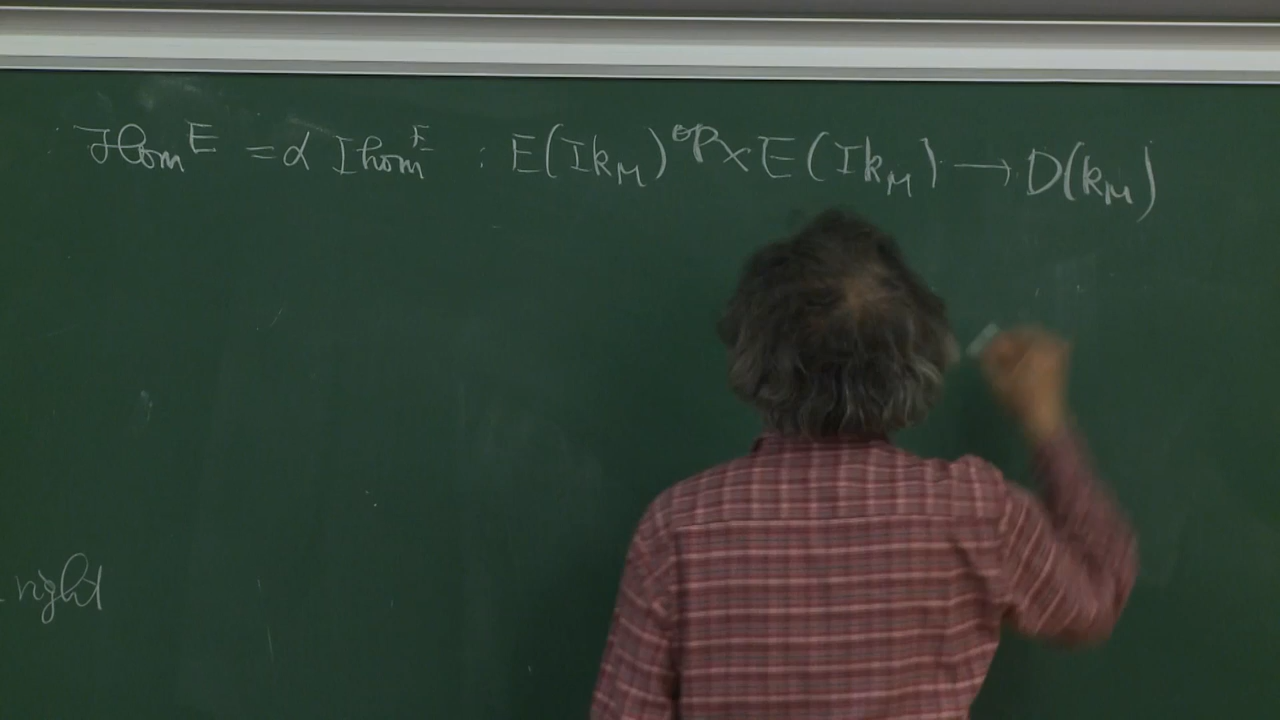 ℋom^E = α Ihom^E : E(Ik_M)^op × E(Ik_M) → D(k_M)
right